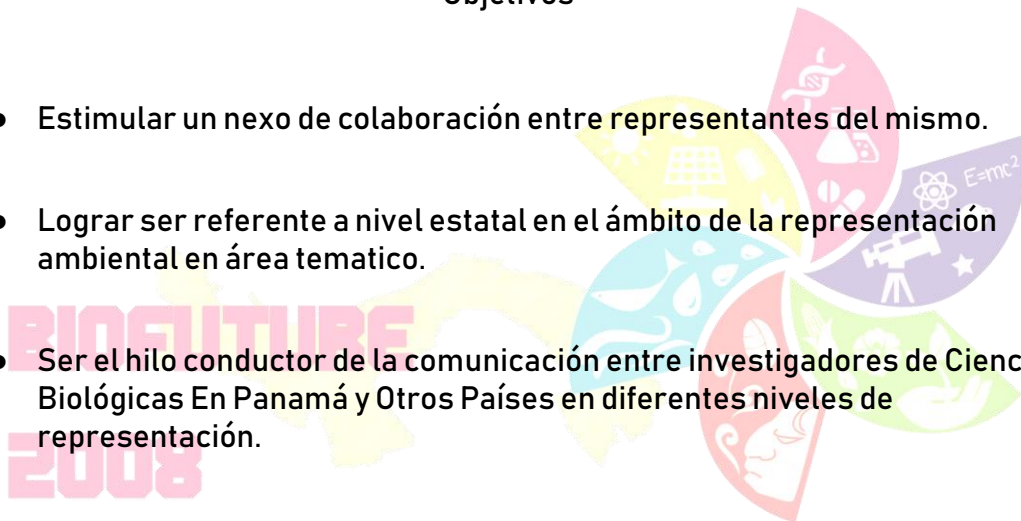 Objetivos
● Estimular un nexo de colaboración entre representantes del mismo.
● Lograr ser referente a nivel estatal en el ámbito de la representación
ambiental en área tematico.
● Ser el hilo conductor de la comunicación entre investigadores de Cienc
Biológicas En Panamá y Otros Países en diferentes niveles de
representación.
E=mc²
BIOFUTURE
2008